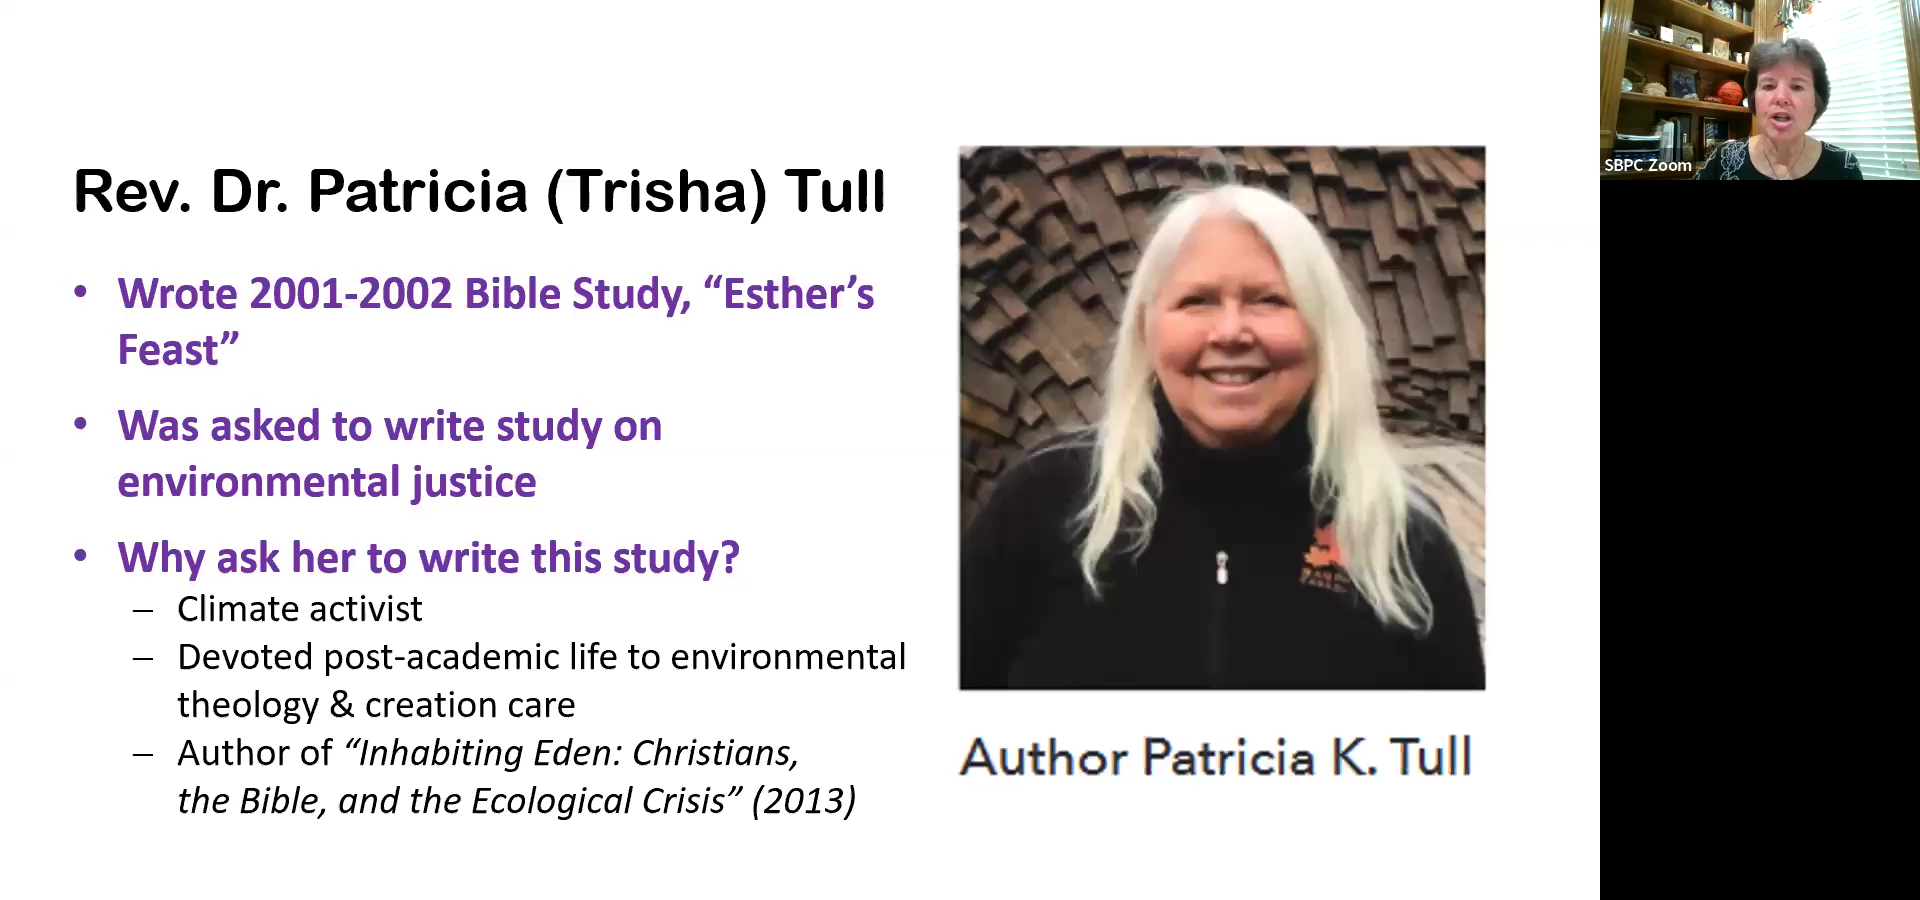 Rev. Dr. Patricia (Trisha) Tull
• Wrote 2001-2002 Bible Study, “Esther’s
Feast”
• Was asked to write study on
environmental justice
• Why ask her to write this study?
– Climate activist
– Devoted post-academic life to environmental
theology & creation care
– Author of “Inhabiting Eden: Christians,
the Bible, and the Ecological Crisis” (2013)
Author Patricia K. Tull
SBPC Zoom